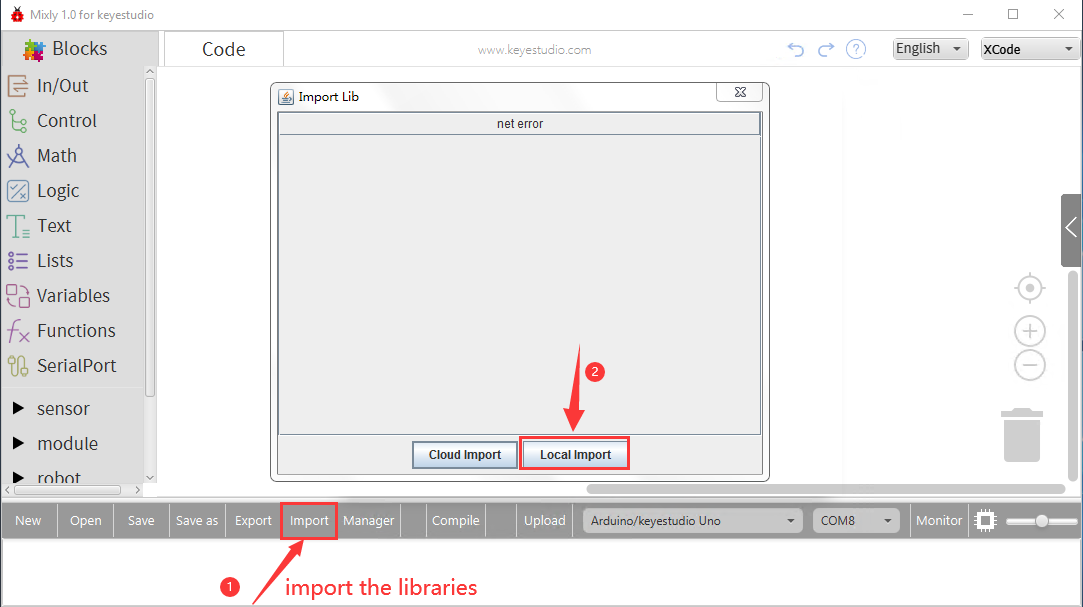 Mixly 1.0 for keyestudio
Blocks
Code
www.keyestudio.com
English
XCode
In/Out
Control
Math
Logic
Text
Lists
Variables
Functions
SerialPort
sensor
module
robot
Import Lib
net error
2
Cloud Import
Local Import
New
Open
Save
Save as
Export
Import
Manager
Compile
Upload
Arduino/keyestudio Uno
COM8
Monitor
1
import the libraries